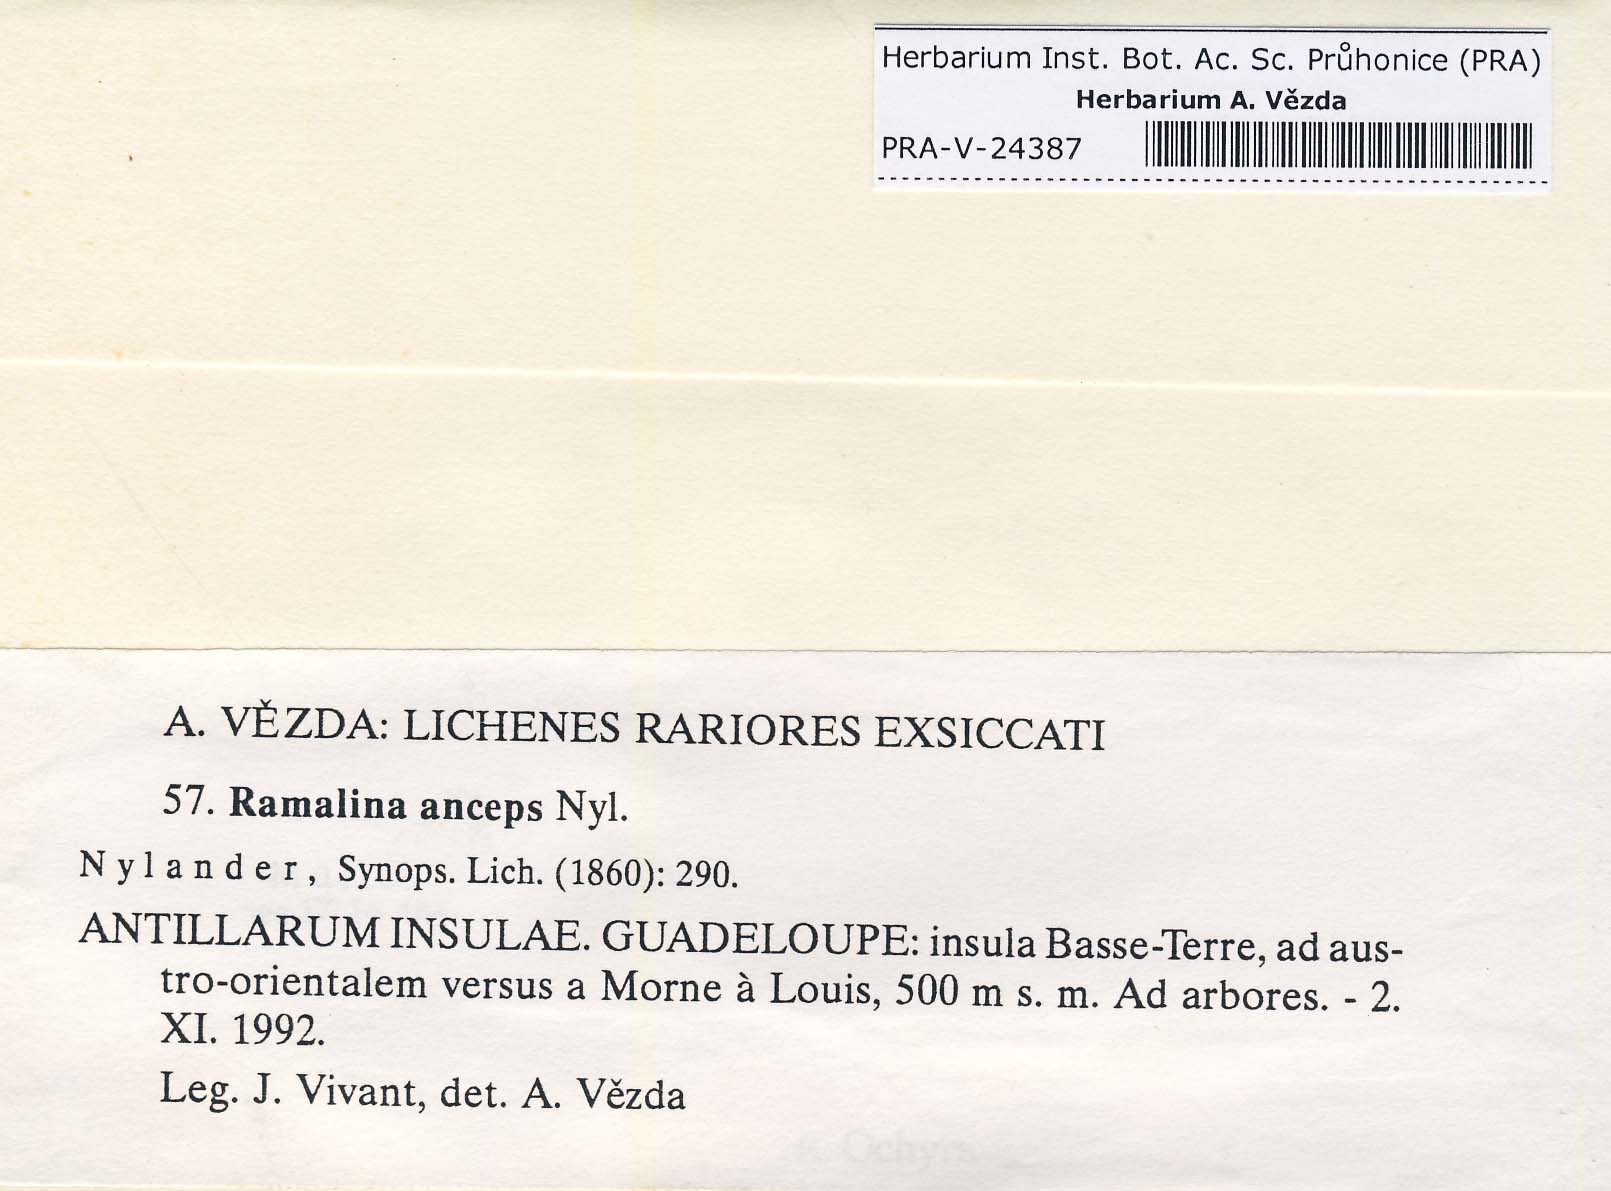 Herbarium Inst. Bot. Ac. Sc. Průhonice (PRA)
Herbarium A. Vězda
PRA-V-24387
A. VĚZDA: LICHENES RARIORES EXSICCATI
57. Ramalina anceps Nyl.
Nylander, Synops. Lich. (1860): 290.
ANTILLARUM INSULAE. GUADELOUPE: insula Basse-Terre, ad aus-
tro-orientalem versus a Morne à Louis, 500 m s. m. Ad arbores. - 2.
XI. 1992.
Leg. J. Vivant, det. A. Vězda